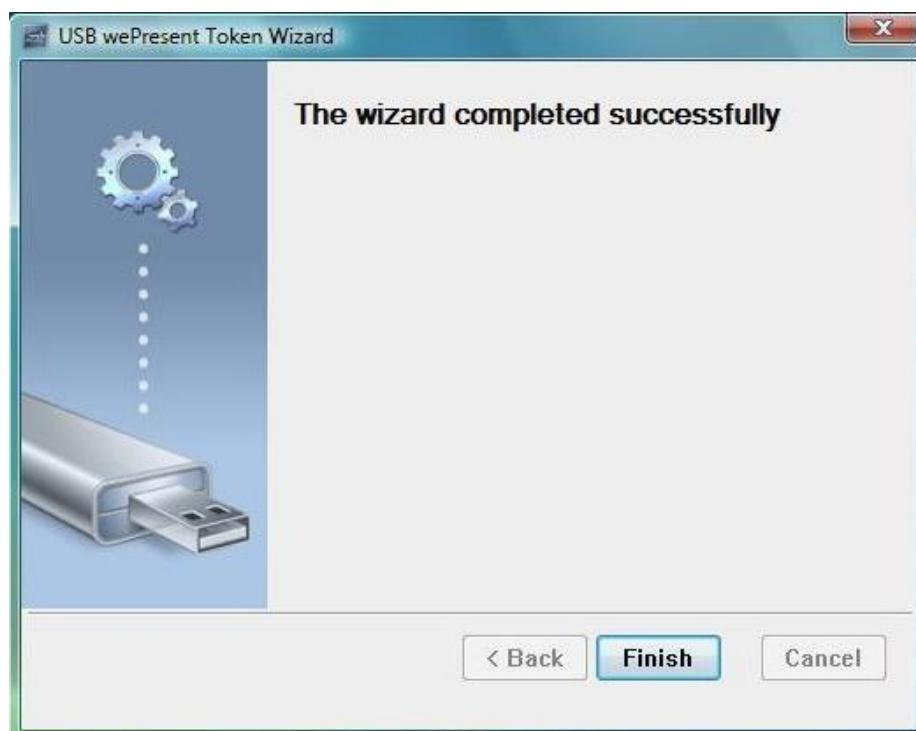 USB wePresent Token Wizard
The wizard completed successfully
< Back
Finish
Cancel